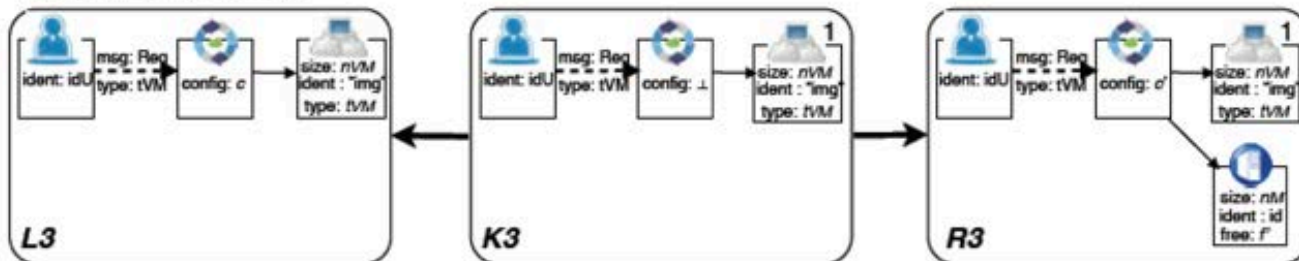 ident: idU
msg: Req
type: tVM
config: c
size: nVM
ident : "img"
type: tVM
L3
ident: idU
msg: Req
type: tVM
config: ⊥
1
size: nVM
ident : "img"
type: tVM
K3
ident: idU
msg: Req
type: tVM
config: c'
1
size: nVM
ident : "img"
type: tVM
size: nM
ident : id
free: f'
R3